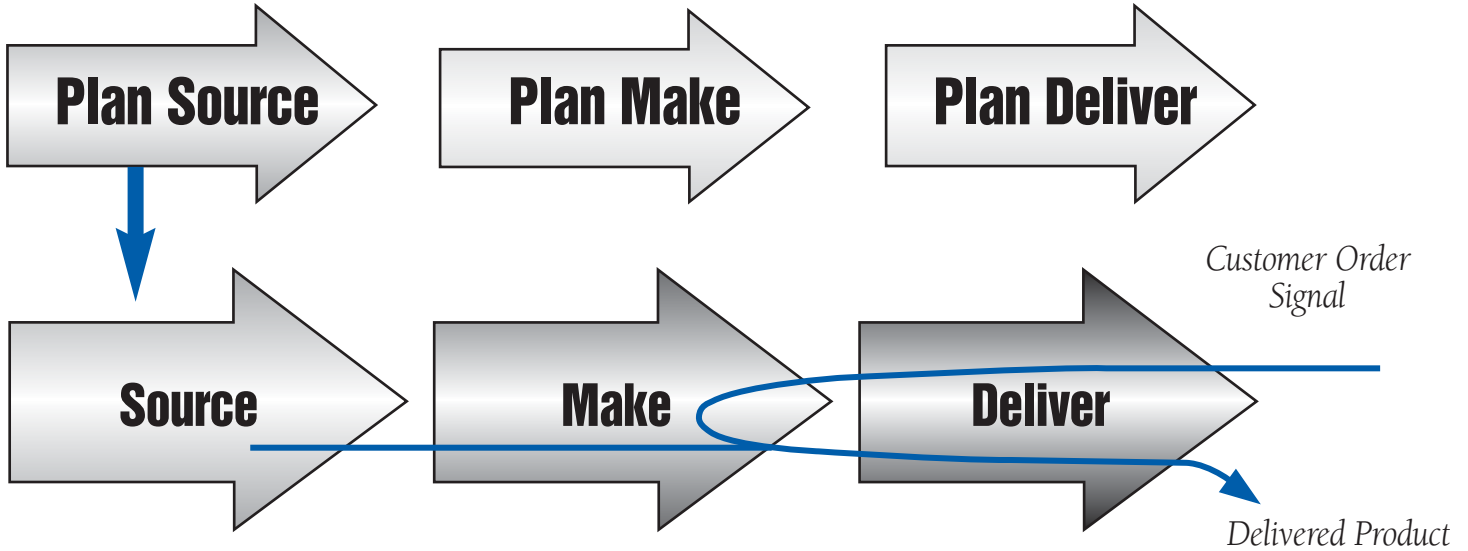 Plan Source
Plan Make
Plan Deliver
Customer Order
Signal
Source
Make
Deliver
Delivered Product